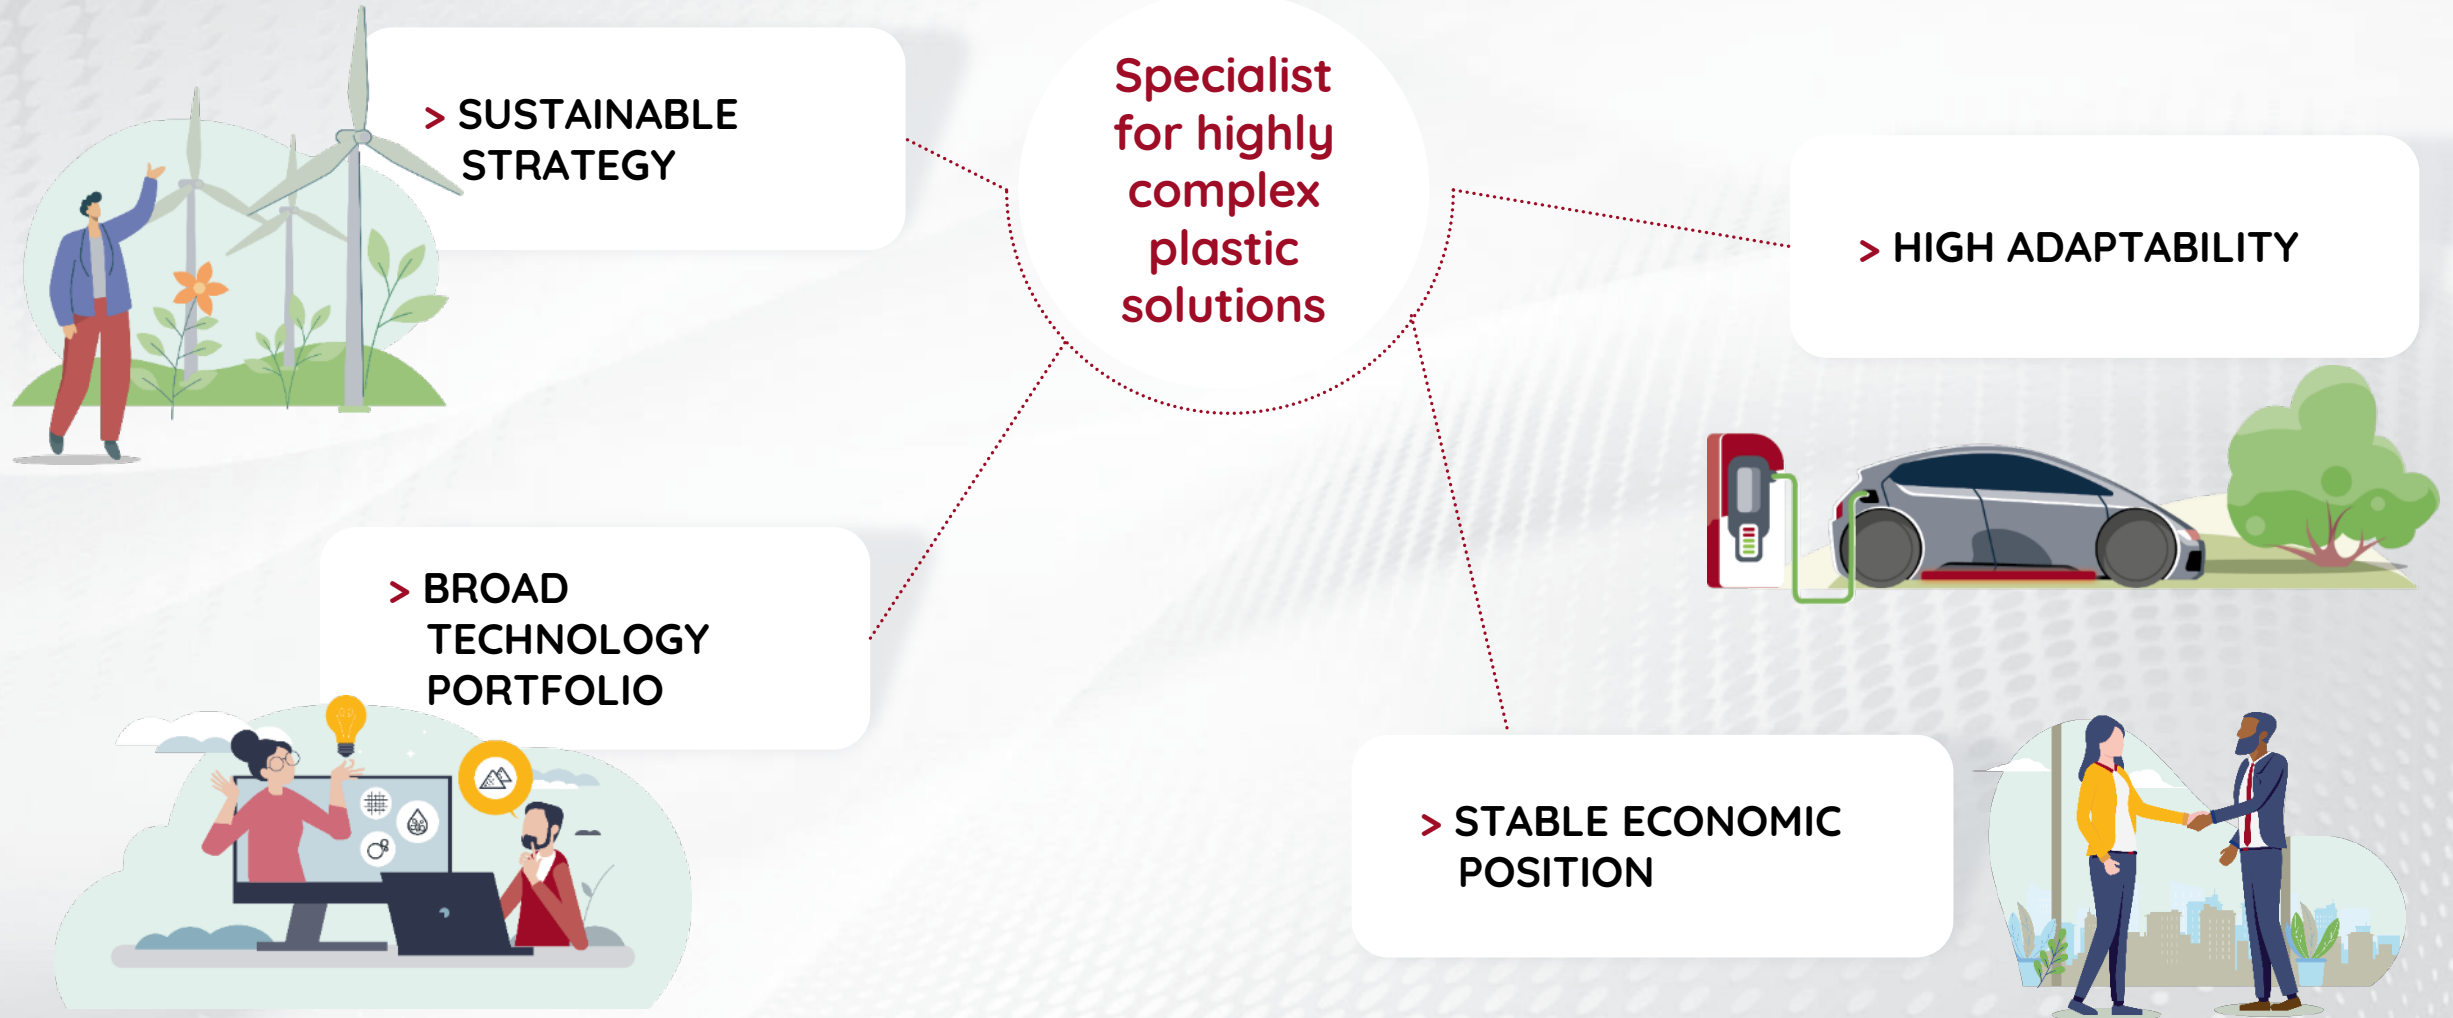 Specialist
for highly
complex
plastic
solutions
> SUSTAINABLE
STRATEGY
> HIGH ADAPTABILITY
> BROAD
TECHNOLOGY
PORTFOLIO
> STABLE ECONOMIC
POSITION